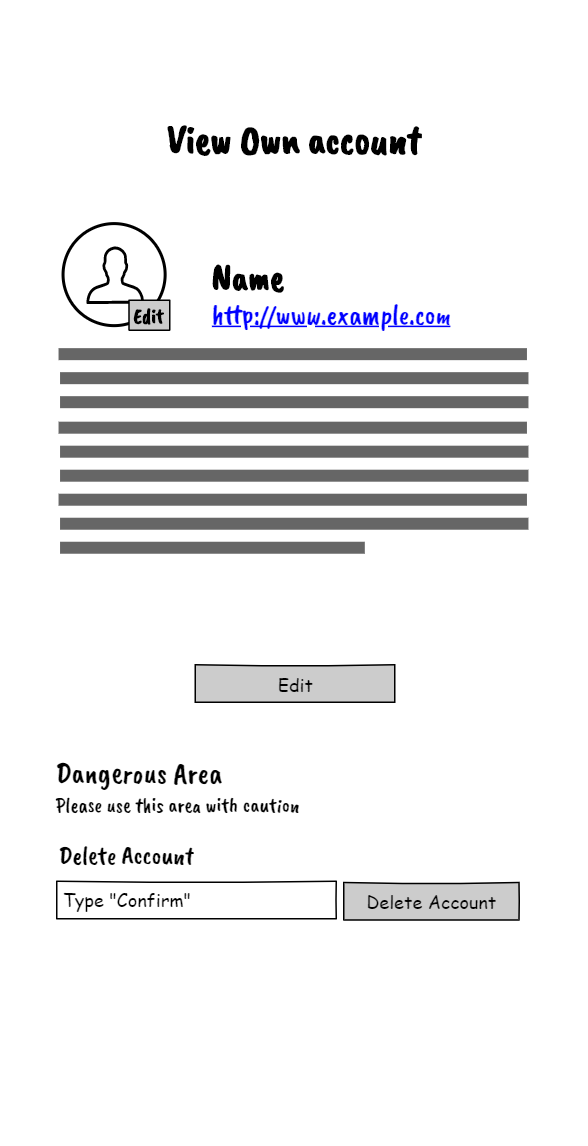 View Own account
Name
Edit
http://www.example.com
Edit
Dangerous Area
Please use this area with caution
Delete Account
Type "Confirm"
Delete Account